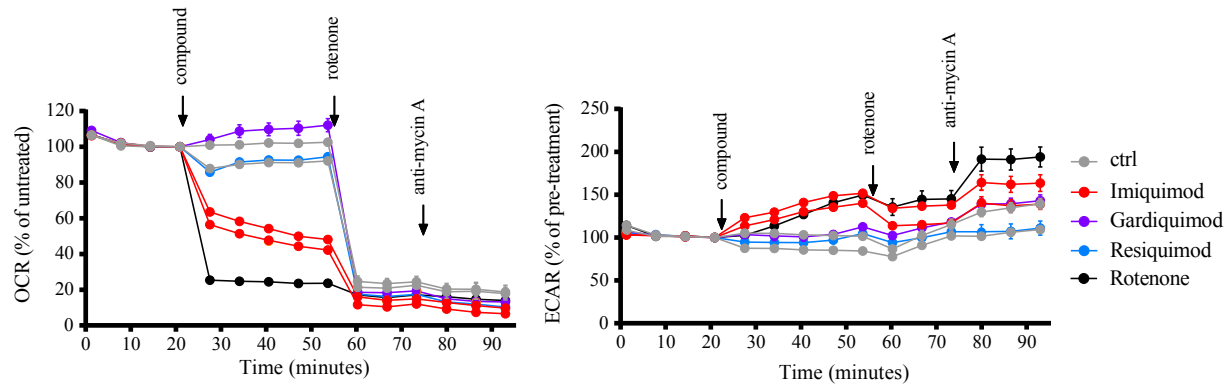 compound
rotenone
anti-mycin A
OCR (% of untreated)
120
100
80
60
40
20
0
0 10 20 30 40 50 60 70 80 90
Time (minutes)
compound
rotenone
anti-mycin A
ECAR (% of pre-treatment)
250
200
150
100
50
0
0 10 20 30 40 50 60 70 80 90
Time (minutes)
ctrl
Imiquimod
Gardiquimod
Resiquimod
Rotenone